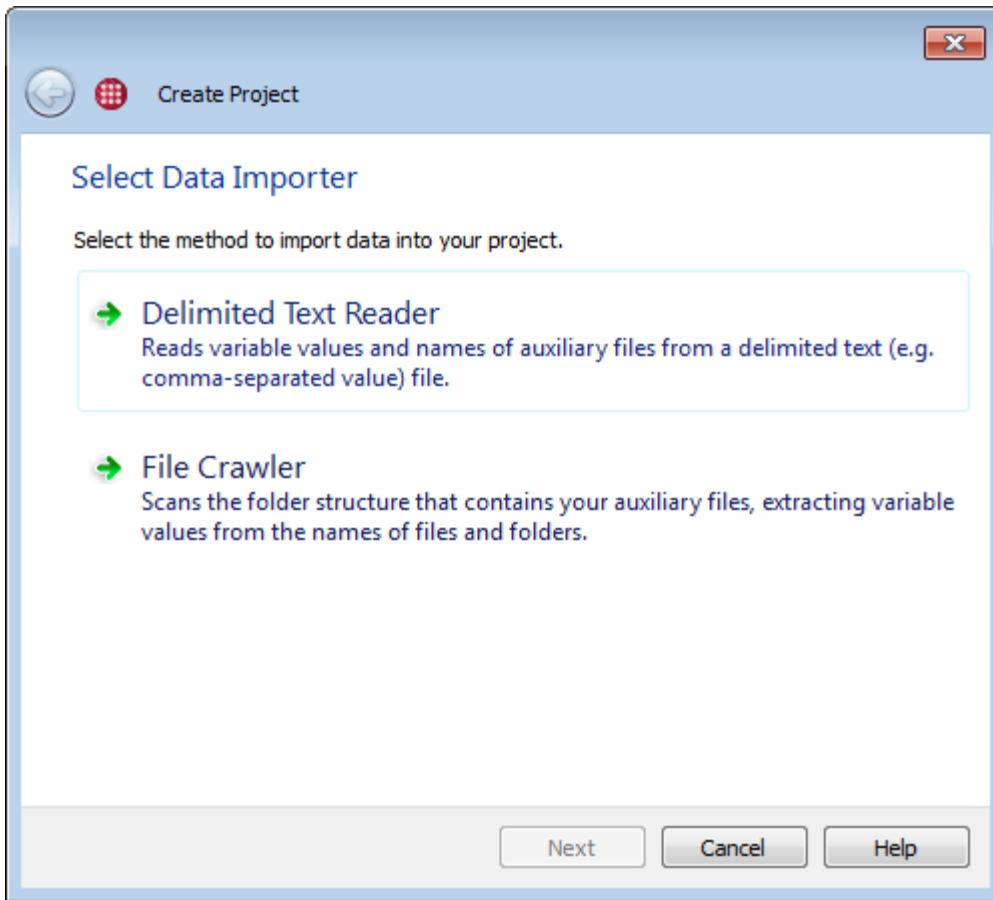 Create Project
Select Data Importer
Select the method to import data into your project.
Delimited Text Reader
Reads variable values and names of auxiliary files from a delimited text (e.g.
comma-separated value) file.
File Crawler
Scans the folder structure that contains your auxiliary files, extracting variable
values from the names of files and folders.
Next Cancel Help